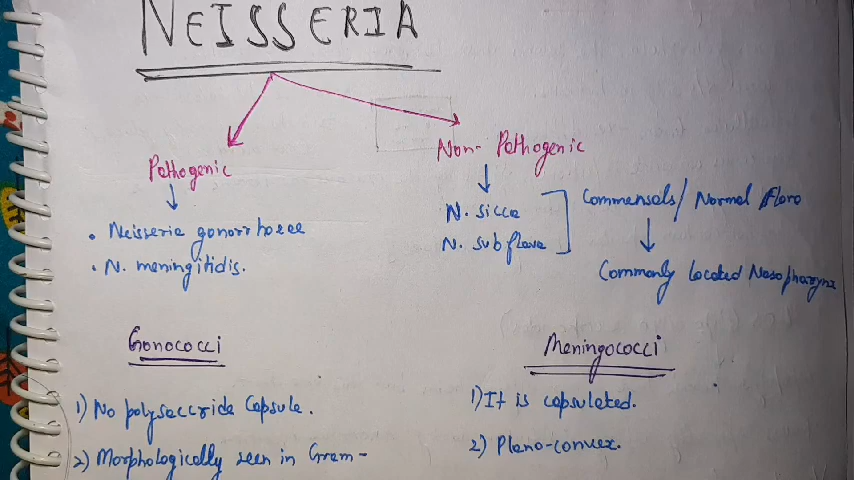 NEISSERIA
Pathogenic
Non- Pathogenic
• Neisseria gonorrhoeae
• N. meningitidis.
N. sicca
N. subflava
Commensals/ Normal Flora
Commonly located Nasopharynx
Gonococci
1) No polysaccride Capsule.
2) Morphologically seen in Gram-
Meningococci
1) It is capsulated.
2) Plano-convex.